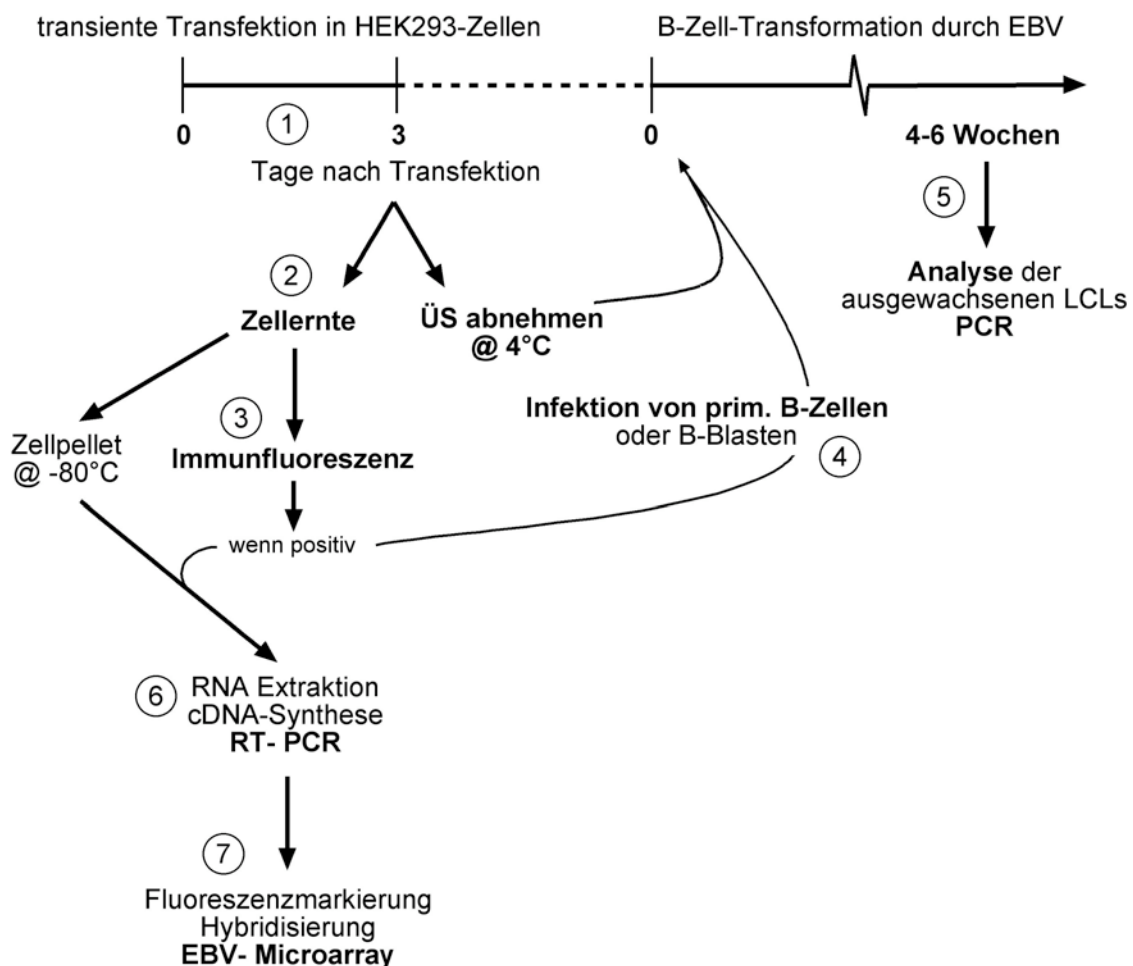 transiente Transfektion in HEK293-Zellen
B-Zell-Transformation durch EBV
0
1
3
0
4-6 Wochen
Tage nach Transfektion
5
2
Zellernte
ÜS abnehmen
@ 4°C
Analyse der
ausgewachsenen LCLs
PCR
3
Immunfluoreszenz
Zellpellet
@ -80°C
Infektion von prim. B-Zellen
oder B-Blasten
4
wenn positiv
6
RNA Extraktion
cDNA-Synthese
RT- PCR
7
Fluoreszenzmarkierung
Hybridisierung
EBV- Microarray